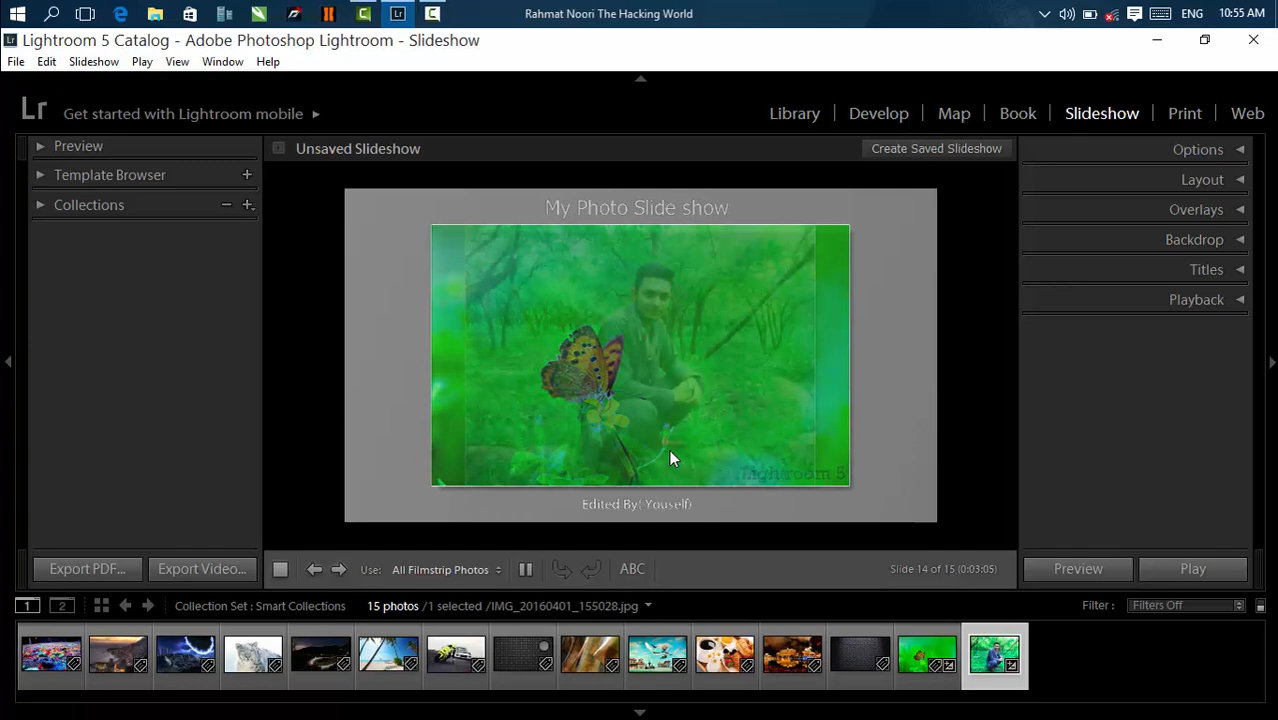 Rahmat Noori The Hacking World
ENG
10:55 AM
Lr
Lightroom 5 Catalog - Adobe Photoshop Lightroom - Slideshow
File Edit Slideshow Play View Window Help
Lr Get started with Lightroom mobile
Library Develop Map Book Slideshow Print Web
Preview
Template Browser
Collections
Unsaved Slideshow
Create Saved Slideshow
My Photo Slide show
Lightroom 5
Edited By( Youself)
Options
Layout
Overlays
Backdrop
Titles
Playback
Export PDF... Export Video...
Use: All Filmstrip Photos
ABC
Slide 14 of 15 (0:03:05)
Preview Play
1 2
Collection Set : Smart Collections
15 photos /1 selected /IMG_20160401_155028.jpg
Filter : Filters Off